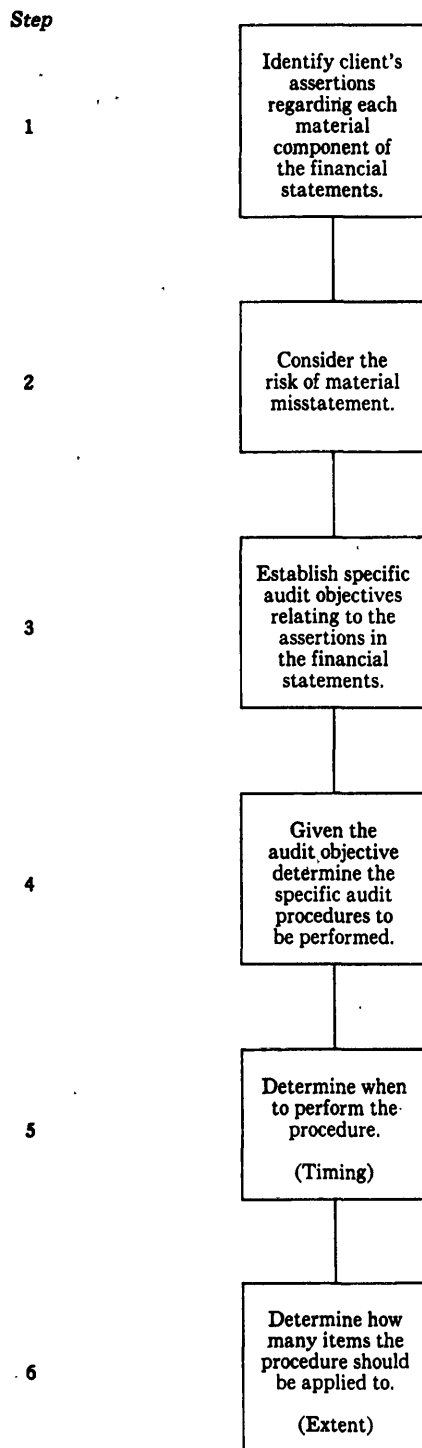 Step
1
Identify client's
assertions
regarding each
material
component of
the financial
statements.
2
Consider the
risk of material
misstatement.
3
Establish specific
audit objectives
relating to the
assertions in
the financial
statements.
4
Given the
audit objective
determine the
specific audit
procedures to
be performed.
5
Determine when
to perform the
procedure.
(Timing)
6
Determine how
many items the
procedure should
be applied to.
(Extent)